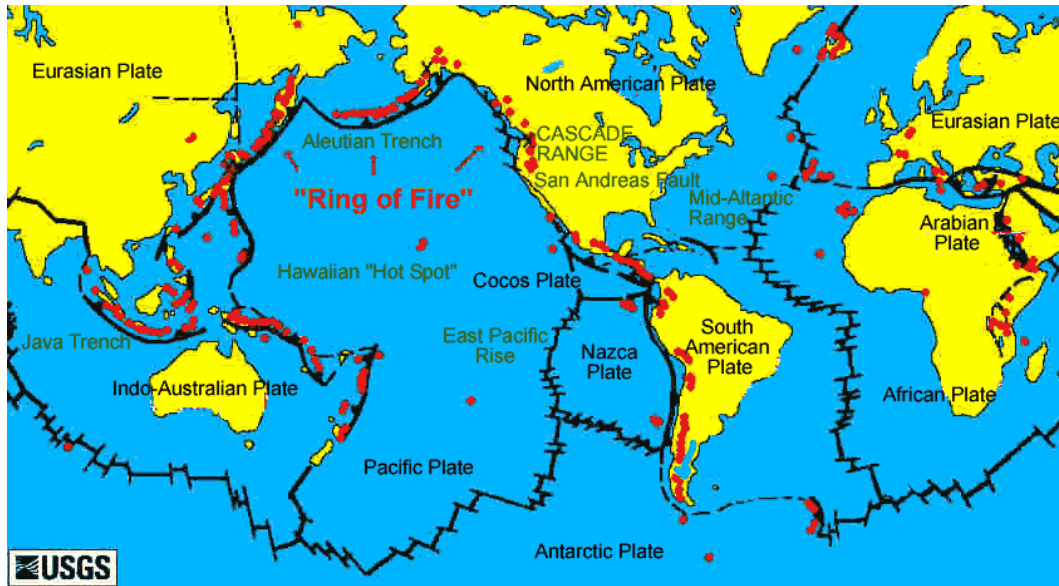 Eurasian Plate
North American Plate
Eurasian Plate
Aleutian Trench
CASCADE
RANGE
"Ring of Fire"
San Andreas Fault
Mid-Altantic
Range
Arabian
Plate
Hawaiian "Hot Spot"
Cocos Plate
Java Trench
East Pacific
Rise
Nazca
Plate
South
American
Plate
Indo-Australian Plate
African Plate
Pacific Plate
Antarctic Plate
USGS